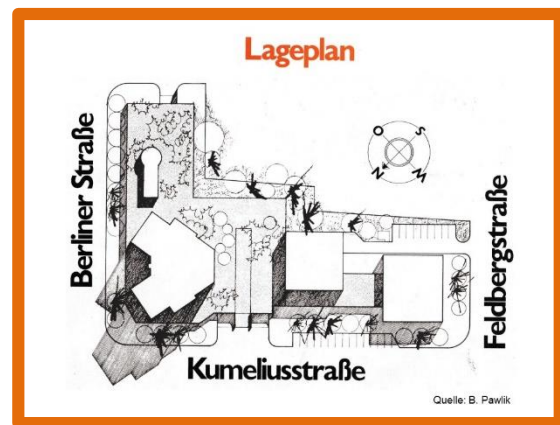 Lageplan
O
S
N
W
Berliner Straße
Feldbergstraße
Kumeliusstraße
Quelle: B. Pawlik